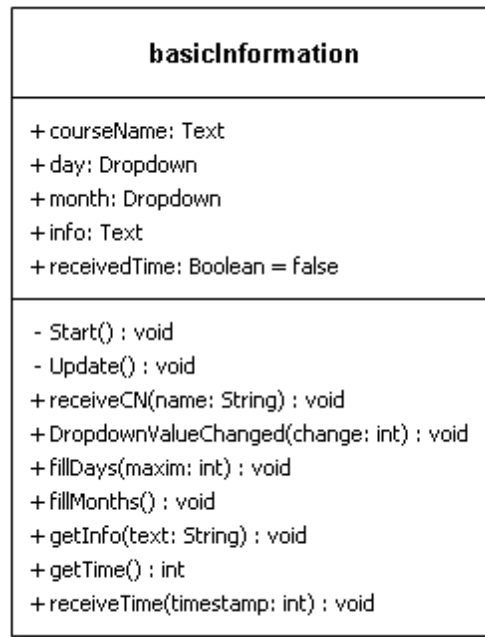 basicInformation
+ courseName: Text
+ day: Dropdown
+ month: Dropdown
+ info: Text
+ receivedTime: Boolean = false
- Start() : void
- Update() : void
+ receiveCN(name: String) : void
+ DropdownValueChanged(change: int) : void
+ fillDays(maxim: int) : void
+ fillMonths() : void
+ getInfo(text: String) : void
+ getTime() : int
+ receiveTime(timestamp: int) : void